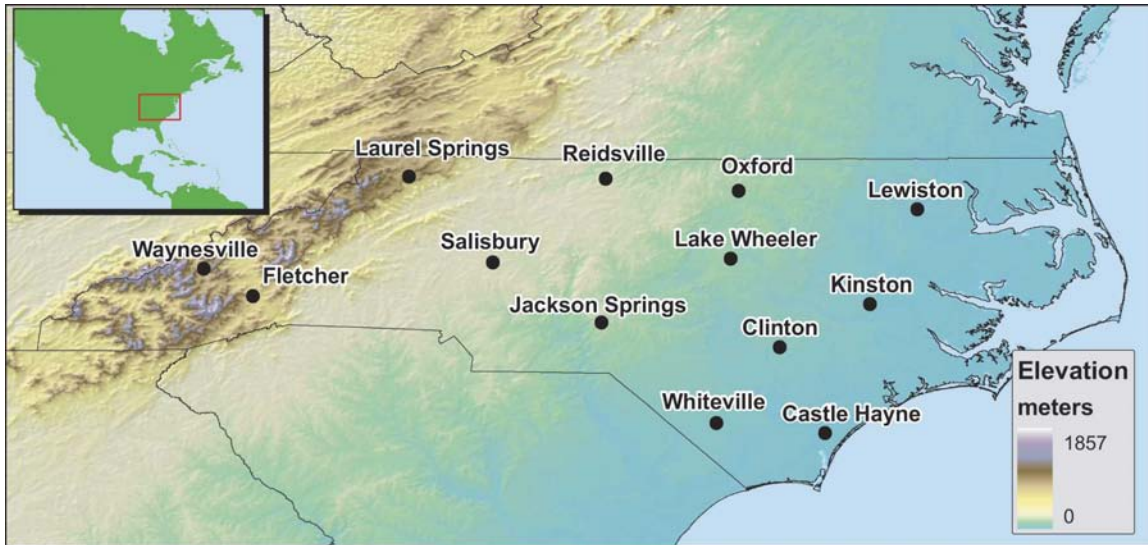 Laurel Springs
Reidsville
Oxford
Lewiston
Waynesville
Fletcher
Salisbury
Lake Wheeler
Kinston
Jackson Springs
Clinton
Whiteville
Castle Hayne
Elevation
meters
1857
0